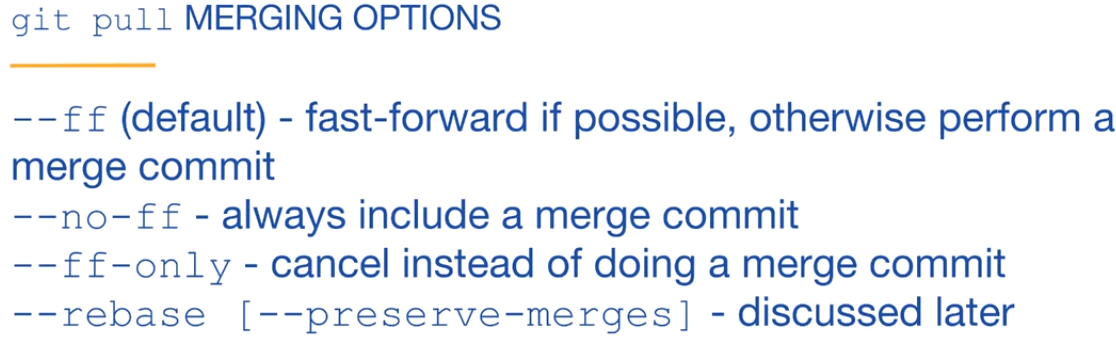 git pull MERGING OPTIONS
--ff (default) - fast-forward if possible, otherwise perform a
merge commit
--no-ff - always include a merge commit
--ff-only - cancel instead of doing a merge commit
--rebase [--preserve-merges] - discussed later